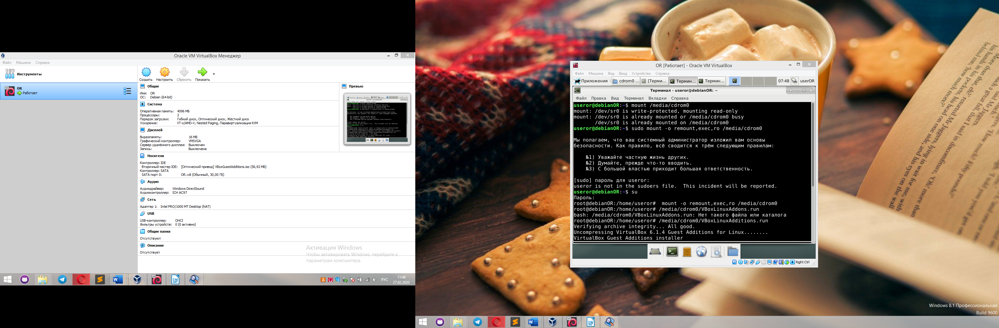 Oracle VM VirtualBox Менеджер
Файл Машина Справка
Инструменты
OR
Работает
Создать Настроить Сбросить Показать
Общие
Имя: OR
ОС: Debian (64-bit)
Система
Оперативная память: 4096 МБ
Процессоры: 2
Порядок загрузки: Гибкий диск, Оптический диск, Жёсткий диск
Ускорение: VT-x/AMD-V, Nested Paging, Паравиртуализация KVM
Дисплей
Видеопамять: 16 МБ
Графический контроллер: VMSVGA
Сервер удалённого дисплея: Выключен
Запись: Выключена
Носители
Контроллер: IDE
Вторичный мастер IDE: [Оптический привод] VBoxGuestAdditions.iso (56,92 МБ)
Контроллер: SATA
SATA порт 0: OR.vdi (Обычный, 30,00 ГБ)
Аудио
Аудиодрайвер: Windows DirectSound
Аудиоконтроллер: ICH AC97
Сеть
Адаптер 1: Intel PRO/1000 MT Desktop (NAT)
USB
USB-контроллер: OHCI
Фильтры устройств: 0 (0 активно)
Общие папки
Отсутствуют
Описание
Отсутствует
Превью
Активация Windows
Чтобы активировать Windows, перейдите к
параметрам компьютера.
РУС
11:48
27.02.2020
OR [Работает] - Oracle VM VirtualBox
Файл Машина Вид Ввод Устройства Справка
Приложения cdrom0 ... [Терми... Термин... Термин... 07:48 userOR
Терминал - useror@debianOR: ~
Файл Правка Вид Терминал Вкладки Справка
useror@debianOR:~$ mount /media/cdrom0
mount: /dev/sr0 is write-protected, mounting read-only
mount: /dev/sr0 is already mounted or /media/cdrom0 busy
/dev/sr0 is already mounted on /media/cdrom0
useror@debianOR:~$ sudo mount -o remount,exec,ro /media/cdrom0
Мы полагаем, что ваш системный администратор изложил вам основы
безопасности. Как правило, всё сводится к трём следующим правилам:
№1) Уважайте частную жизнь других.
№2) Думайте, прежде что-то вводить.
№3) С большой властью приходит большая ответственность.
[sudo] пароль для useror:
useror is not in the sudoers file.  This incident will be reported.
useror@debianOR:~$ su
Пароль:
root@debianOR:/home/useror#  mount -o remount,exec,ro /media/cdrom0
root@debianOR:/home/useror# /media/cdrom0/VBoxLinuxAddons.run
bash: /media/cdrom0/VBoxLinuxAddons.run: Нет такого файла или каталога
root@debianOR:/home/useror# /media/cdrom0/VBoxLinuxAdditions.run
Verifying archive integrity... All good.
Uncompressing VirtualBox 6.1.4 Guest Additions for Linux........
VirtualBox Guest Additions installer
Right Ctrl
Windows 8.1 Профессиональная
Build 9600